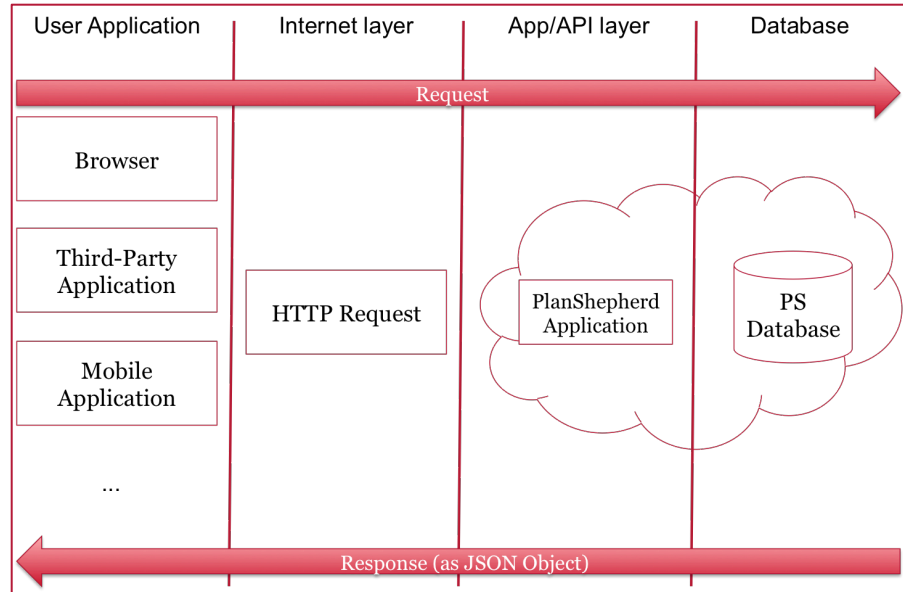 User Application
Internet layer
App/API layer
Database
Request
Browser
Third-Party
Application
Mobile
Application
...
HTTP Request
PlanShepherd
Application
PS
Database
Response (as JSON Object)